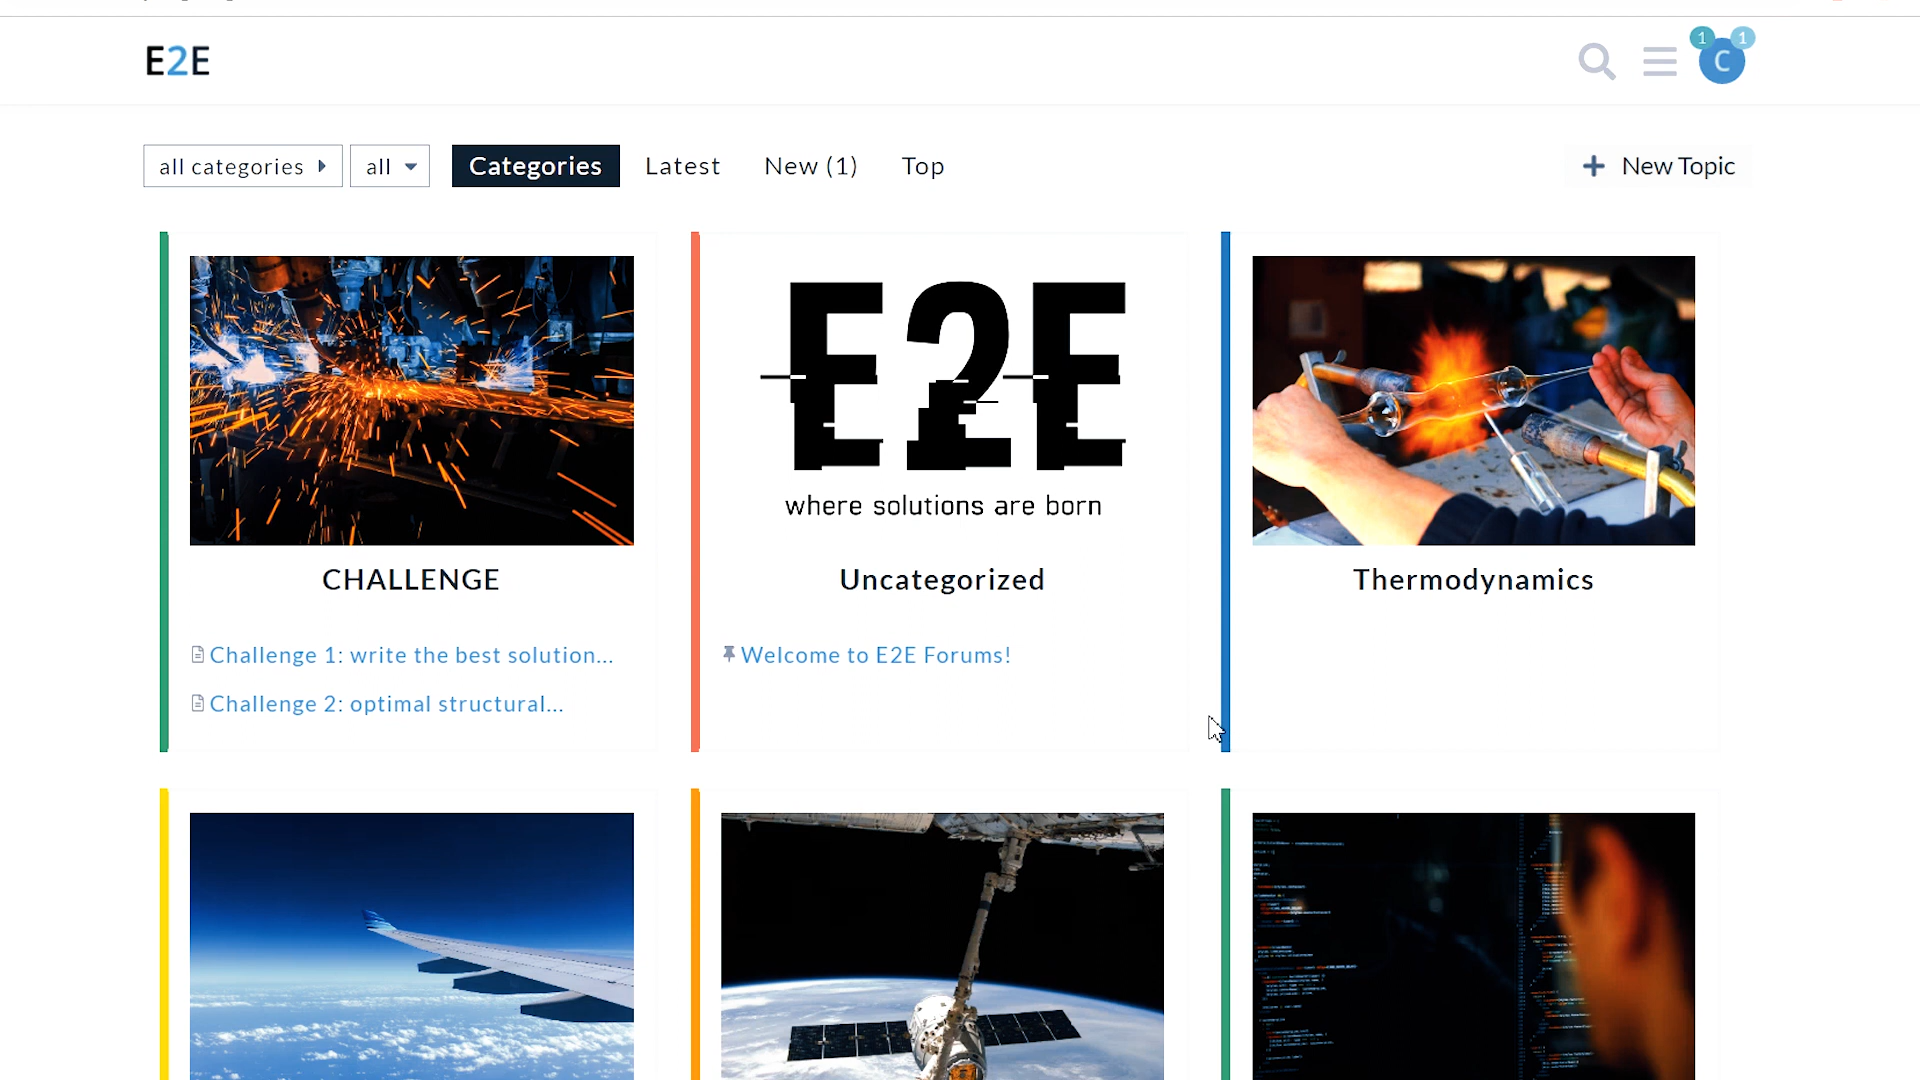 E2E
1
1
C
all categories
all
Categories
Latest
New (1)
Top
+ New Topic
E2E
where solutions are born
CHALLENGE
Uncategorized
Thermodynamics
Challenge 1: write the best solution...
Welcome to E2E Forums!
Challenge 2: optimal structural...